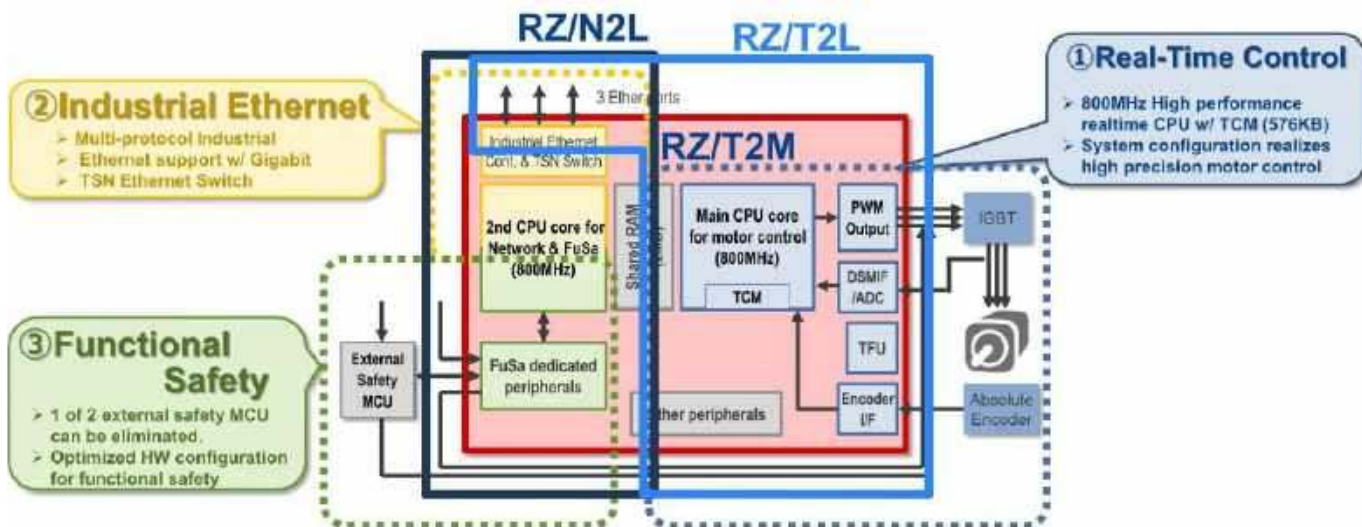 RZ/N2L
RZ/T2L
①Real-Time Control
➢ 800MHz High performance
realtime CPU w/ TCM (576KB)
➢ System configuration realizes
high precision motor control
②Industrial Ethernet
➢ Multi-protocol Industrial
➢ Ethernet support w/ Gigabit
➢ TSN Ethernet Switch
3 Ether ports
Industrial Ethernet
Cont. & TSN Switch
RZ/T2M
2nd CPU core for
Network & FuSa
(800MHz)
Shared RAM
Main CPU core
for motor control
(800MHz)
TCM
PWM
Output
IGBT
DSMIF
/ADC
TFU
③Functional
Safety
➢ 1 of 2 external safety MCU
can be eliminated.
➢ Optimized HW configuration
for functional safety
External
Safety
MCU
FuSa dedicated
peripherals
ther peripherals
Encoder
I/F
Absolute
Encoder